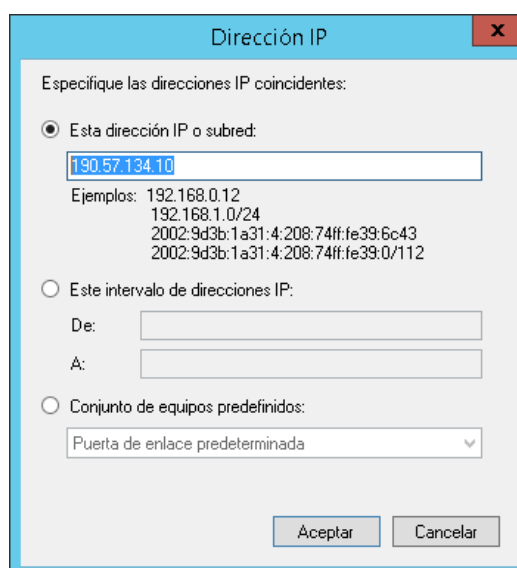 Dirección IP
x
Especifique las direcciones IP coincidentes:
Esta dirección IP o subred:
190.57.134.10
Ejemplos: 192.168.0.12
192.168.1.0/24
2002:9d3b:1a31:4:208:74ff:fe39:6c43
2002:9d3b:1a31:4:208:74ff:fe39:0/112
Este intervalo de direcciones IP:
De:
A:
Conjunto de equipos predefinidos:
Puerta de enlace predeterminada
Aceptar Cancelar